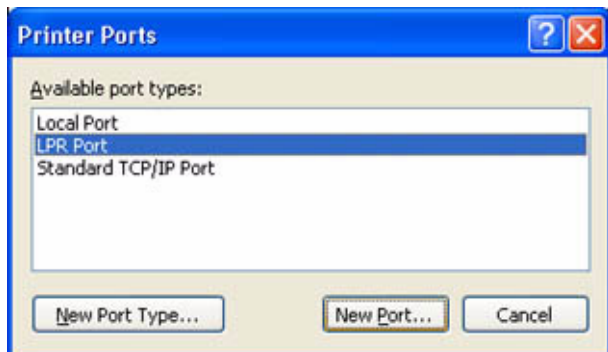 Printer Ports
Available port types:
Local Port
LPR Port
Standard TCP/IP Port
New Port Type... New Port... Cancel